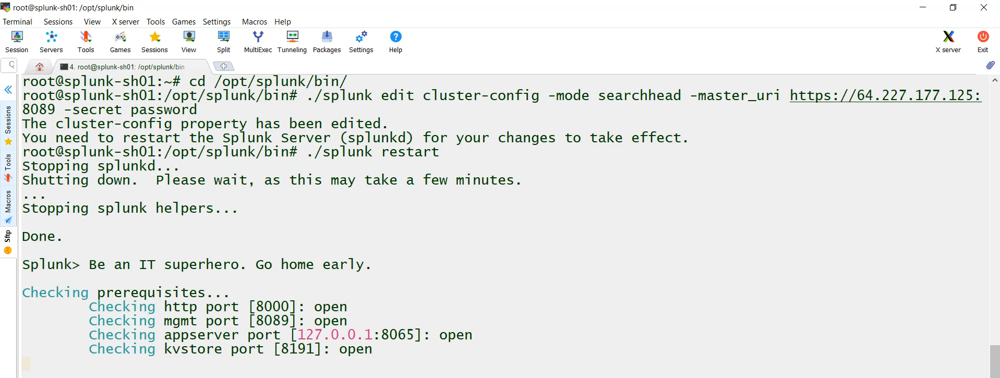 root@splunk-sh01: /opt/splunk/bin
Terminal Sessions View X server Tools Games Settings Macros Help
Session Servers Tools Games Sessions View Split MultiExec Tunneling Packages Settings Help X server Exit
4. root@splunk-sh01: /opt/splunk/bin
Sessions
Tools
Macros
Sftp
root@splunk-sh01:~# cd /opt/splunk/bin/
root@splunk-sh01:/opt/splunk/bin# ./splunk edit cluster-config -mode searchhead -master_uri https://64.227.177.125:
8089 -secret password
The cluster-config property has been edited.
You need to restart the Splunk Server (splunkd) for your changes to take effect.
root@splunk-sh01:/opt/splunk/bin# ./splunk restart
Stopping splunkd...
Shutting down.  Please wait, as this may take a few minutes.
...
Stopping splunk helpers...
Done.
Splunk> Be an IT superhero. Go home early.
Checking prerequisites...
Checking http port [8000]: open
Checking mgmt port [8089]: open
Checking appserver port [127.0.0.1:8065]: open
Checking kvstore port [8191]: open